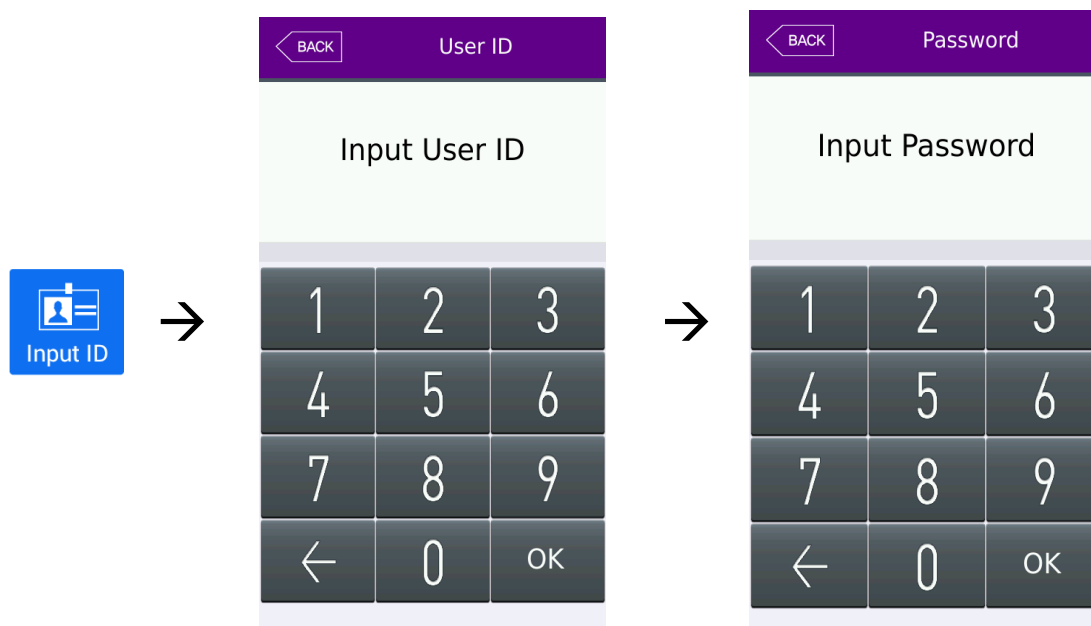 Input ID
BACK User ID
Input User ID
1 2 3
4 5 6
7 8 9
← 0 OK
BACK Password
Input Password
1 2 3
4 5 6
7 8 9
← 0 OK